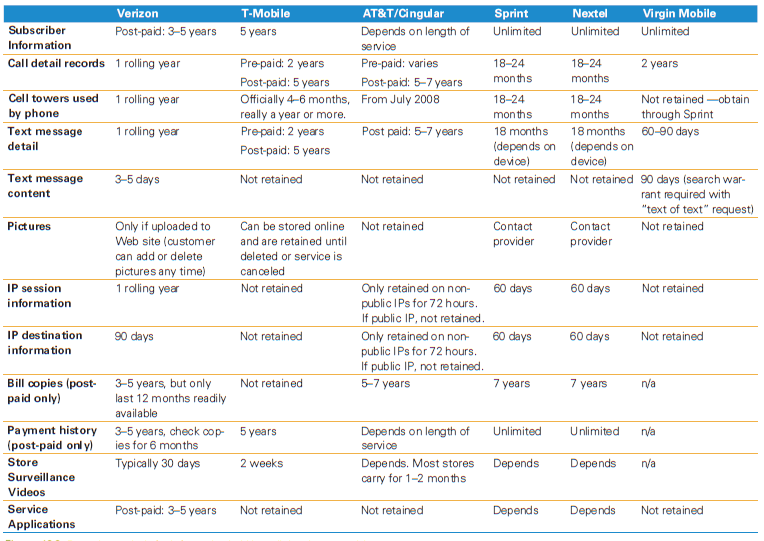 Verizon T-Mobile AT&T/Cingular Sprint Nextel Virgin Mobile
Subscriber Information Post-paid: 3–5 years 5 years Depends on length of service Unlimited Unlimited Unlimited
Call detail records 1 rolling year Pre-paid: 2 years Post-paid: 5 years Pre-paid: varies Post-paid: 5–7 years 18–24 months 18–24 months 2 years
Cell towers used by phone 1 rolling year Officially 4–6 months, really a year or more. From July 2008 18–24 months 18–24 months Not retained —obtain through Sprint
Text message detail 1 rolling year Pre-paid: 2 years Post-paid: 5 years Post paid: 5–7 years 18 months (depends on device) 18 months (depends on device) 60–90 days
Text message content 3–5 days Not retained Not retained Not retained Not retained 90 days (search war- rant required with "text of text" request)
Pictures Only if uploaded to Web site (customer can add or delete pictures any time) Can be stored online and are retained until deleted or service is canceled Not retained Contact provider Contact provider Not retained
IP session information 1 rolling year Not retained Only retained on non- public IPs for 72 hours. If public IP, not retained. 60 days 60 days Not retained
IP destination information 90 days Not retained Only retained on non- public IPs for 72 hours. If public IP, not retained. 60 days 60 days Not retained
Bill copies (post- paid only) 3–5 years, but only last 12 months readily available Not retained 5–7 years 7 years 7 years n/a
Payment history (post-paid only) 3–5 years, check cop- ies for 6 months 5 years Depends on length of service Unlimited Unlimited n/a
Store Surveillance Videos Typically 30 days 2 weeks Depends. Most stores carry for 1–2 months Depends Depends n/a
Service Applications Post-paid: 3–5 years Not retained Not retained Depends Depends Not retained